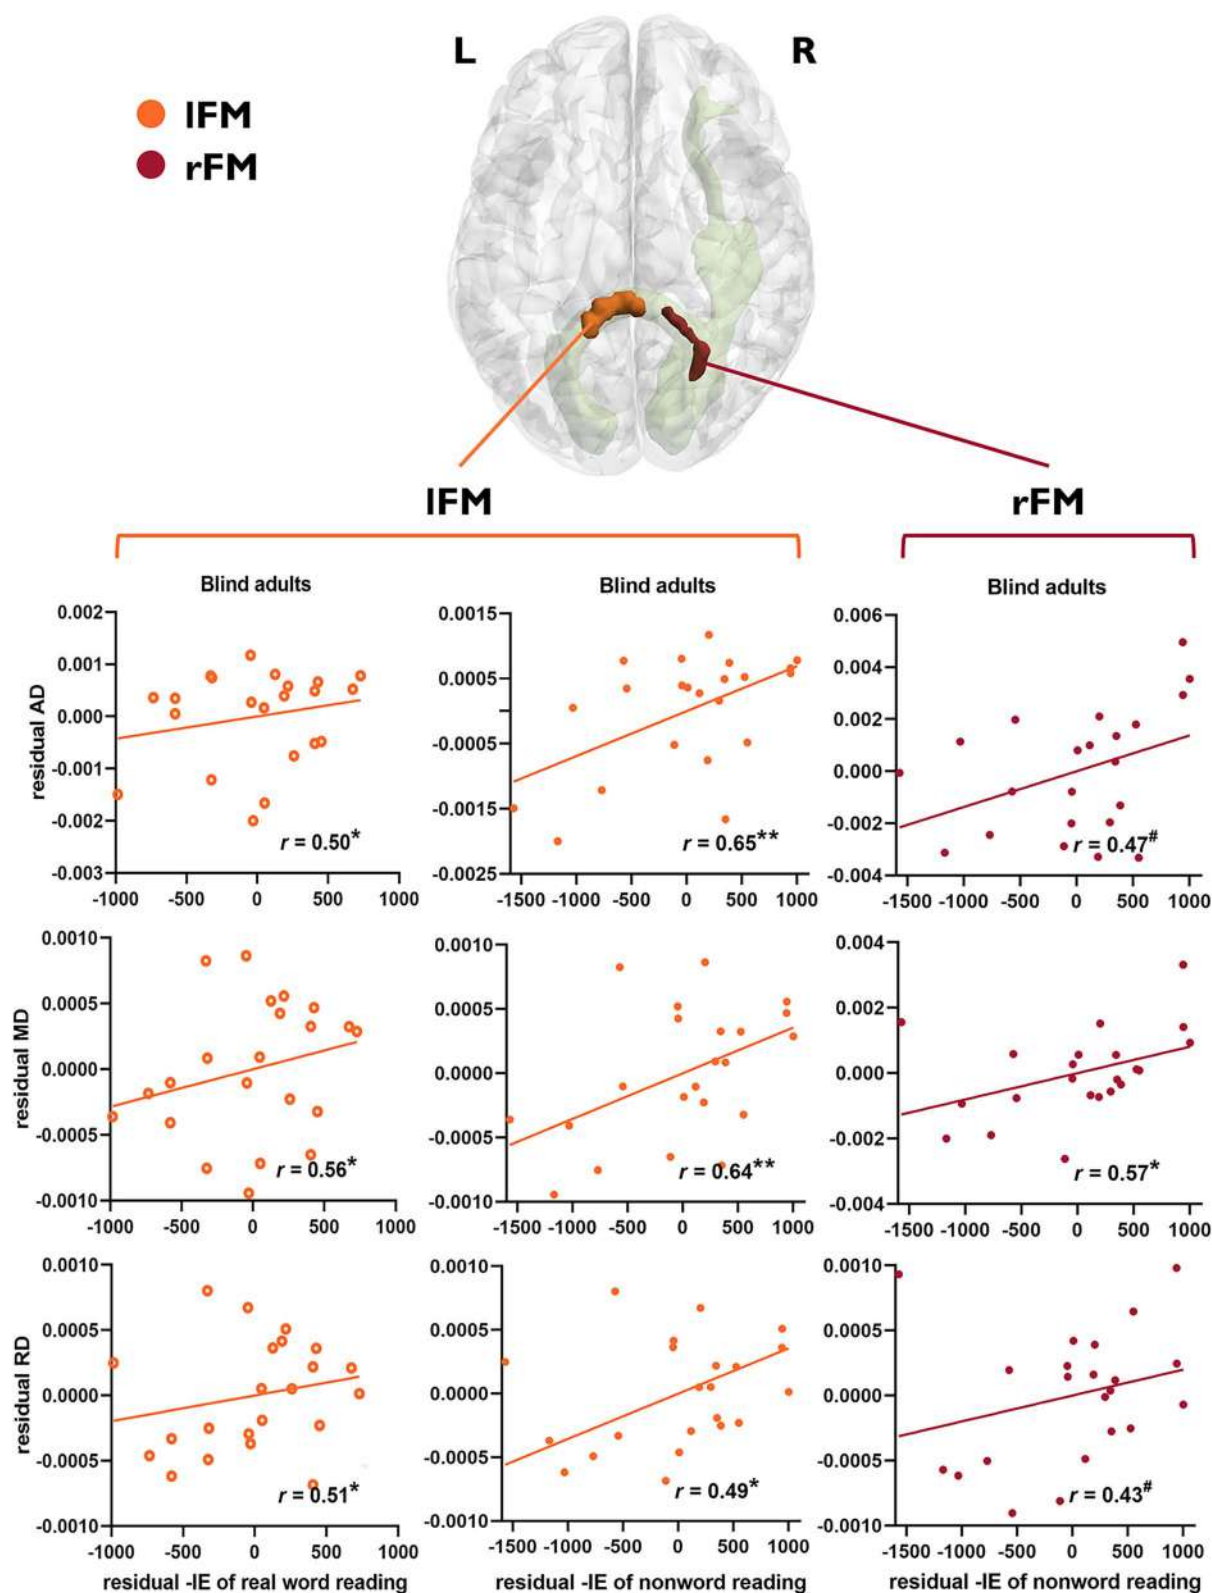 L R
lFM
rFM
lFM rFM
Blind adults Blind adults Blind adults
residual AD
0.002
0.001
0.000
-0.001
-0.002
-0.003
r = 0.50*
-1000 -500 0 500 1000
0.0015
0.0005
-0.0005
-0.0015
-0.0025
r = 0.65**
-1500 -1000 -500 0 500 1000
0.006
0.004
0.002
0.000
-0.002
-0.004
r = 0.47#
-1500 -1000 -500 0 500 1000
residual MD
0.0010
0.0005
0.0000
-0.0005
-0.0010
r = 0.56*
-1000 -500 0 500 1000
0.0010
0.0005
0.0000
-0.0005
-0.0010
r = 0.64**
-1500 -1000 -500 0 500 1000
0.004
0.002
0.000
-0.002
-0.004
r = 0.57*
-1500 -1000 -500 0 500 1000
residual RD
0.0010
0.0005
0.0000
-0.0005
-0.0010
r = 0.51*
-1000 -500 0 500 1000
residual -IE of real word reading
0.0010
0.0005
0.0000
-0.0005
-0.0010
r = 0.49*
-1500 -1000 -500 0 500 1000
residual -IE of nonword reading
0.0010
0.0005
0.0000
-0.0005
-0.0010
r = 0.43#
-1500 -1000 -500 0 500 1000
residual -IE of nonword reading